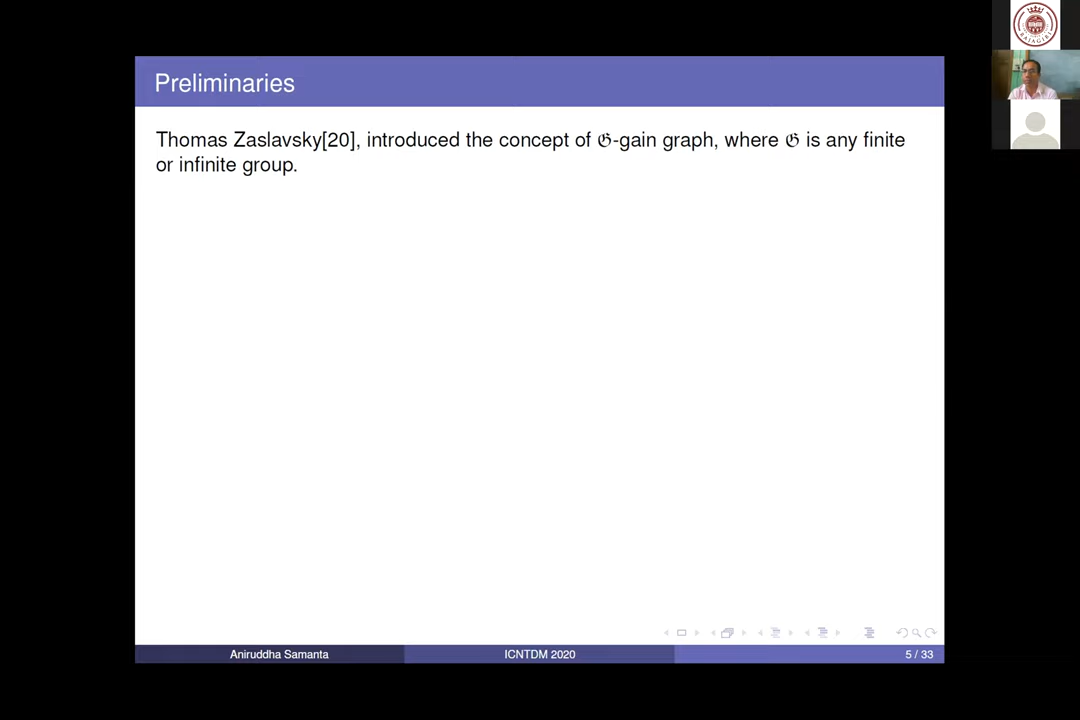 Preliminaries
Thomas Zaslavsky[20], introduced the concept of 𝔊-gain graph, where 𝔊 is any finite
or infinite group.
Aniruddha Samanta
ICNTDM 2020
5 / 33
RAJAGIRI